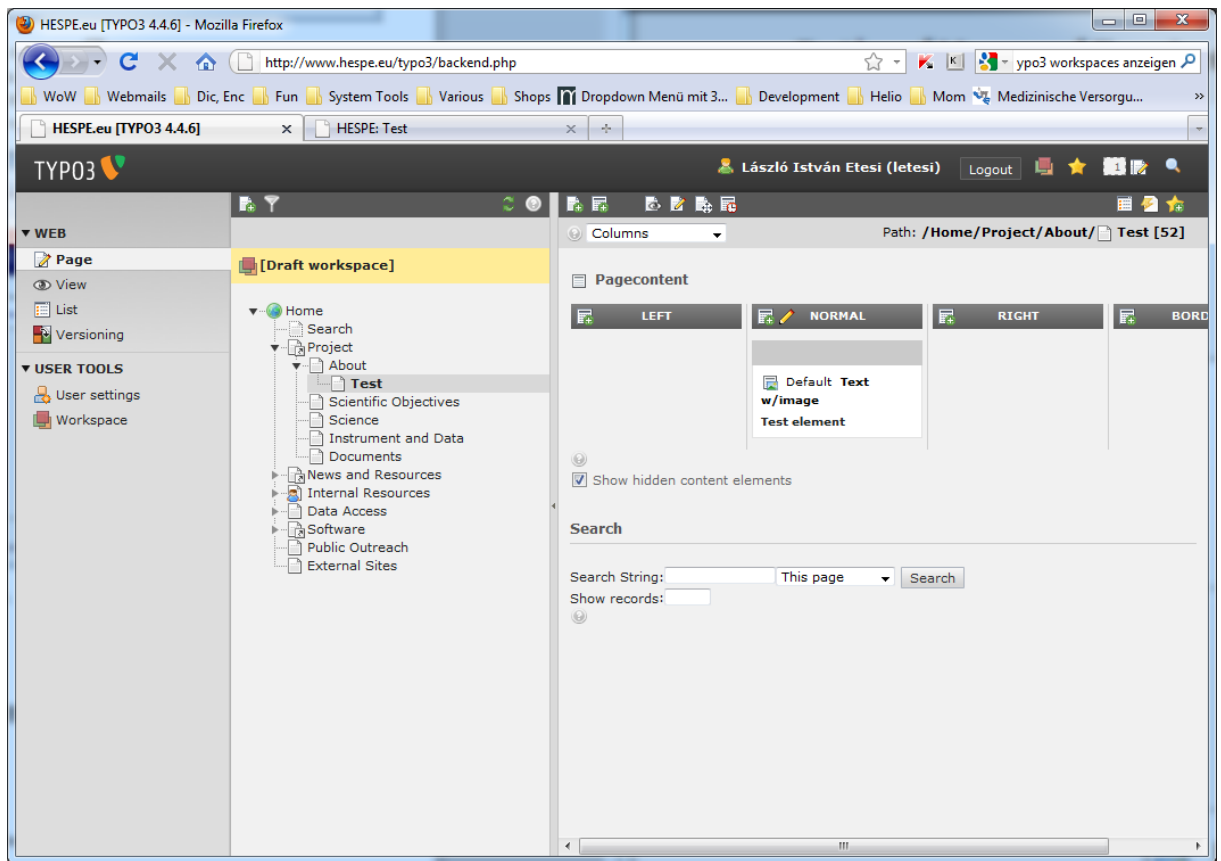 HESPE.eu [TYPO3 4.4.6] - Mozilla Firefox
http://www.hespe.eu/typo3/backend.php
K
ypo3 workspaces anzeigen
WoW Webmails Dic, Enc Fun System Tools Various Shops Dropdown Menü mit 3... Development Helio Mom Medizinische Versorgu... »
HESPE.eu [TYPO3 4.4.6] x HESPE: Test x
TYPO3 László István Etesi (letesi) Logout 1
WEB
Page
View
List
Versioning
USER TOOLS
User settings
Workspace
[Draft workspace]
Home
Search
Project
About
Test
Scientific Objectives
Science
Instrument and Data
Documents
News and Resources
Internal Resources
Data Access
Software
Public Outreach
External Sites
Columns Path: /Home/Project/About/ Test [52]
Pagecontent
LEFT NORMAL RIGHT BORD
Default Text
w/image
Test element
Show hidden content elements
Search
Search String: This page Search
Show records: